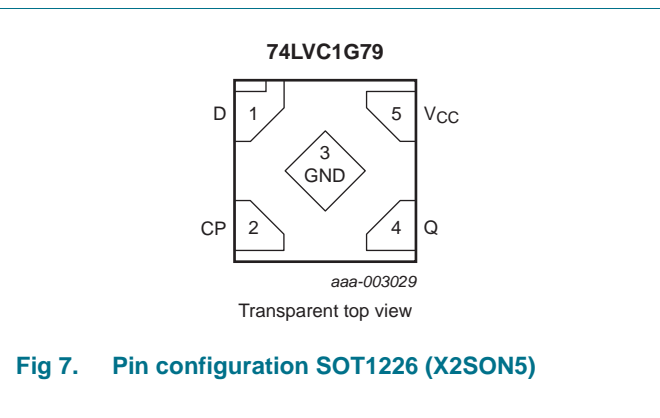 74LVC1G79
D 1 5 VCC
3
GND
CP 2 4 Q
aaa-003029
Transparent top view
Fig 7. Pin configuration SOT1226 (X2SON5)